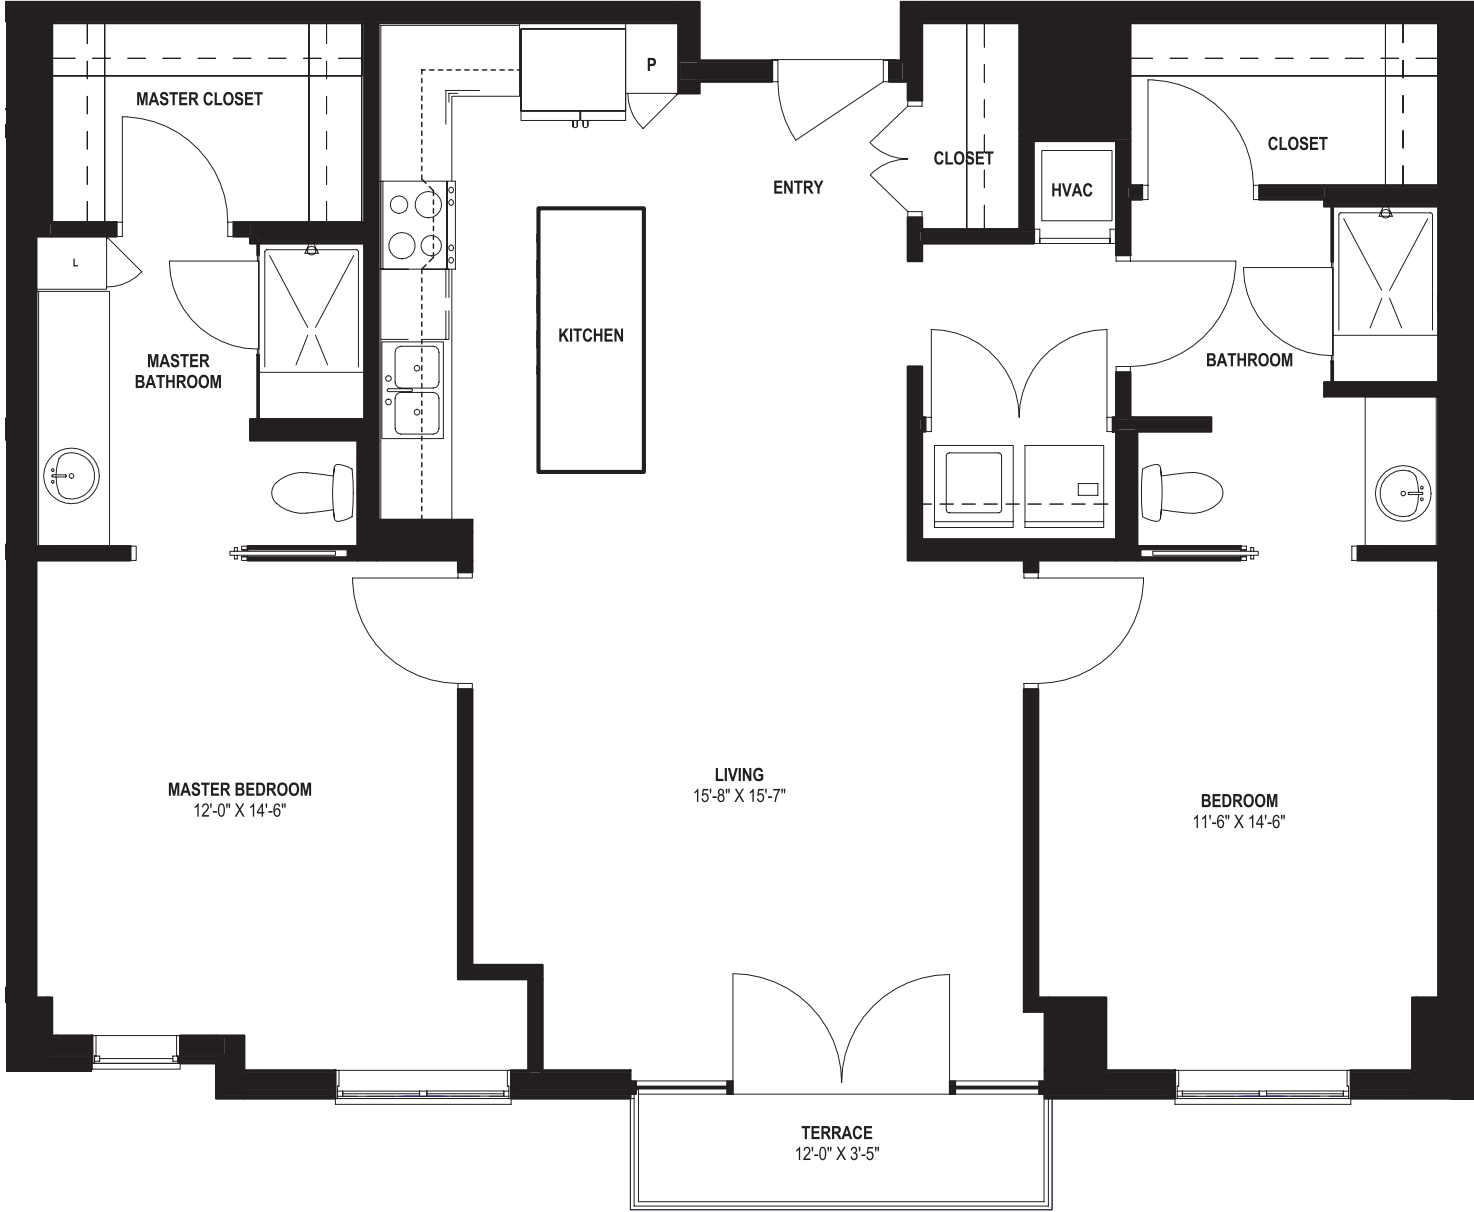 P
MASTER CLOSET
CLOSET
CLOSET
ENTRY
HVAC
L
KITCHEN
MASTER
BATHROOM
BATHROOM
MASTER BEDROOM
12'-0" X 14'-6"
LIVING
15'-8" X 15'-7"
BEDROOM
11'-6" X 14'-6"
TERRACE
12'-0" X 3'-5"